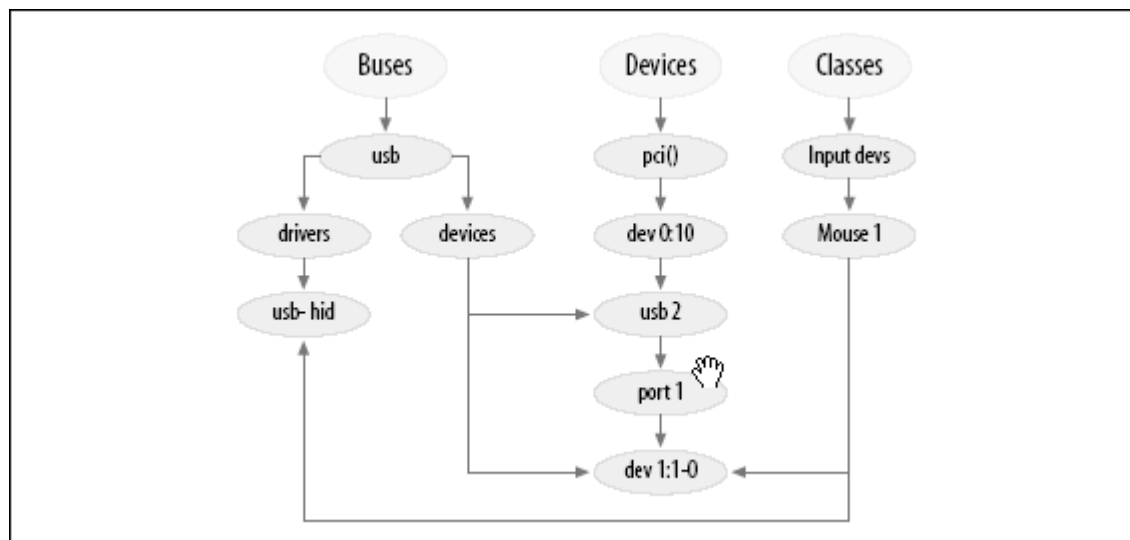 Buses Devices Classes
usb pci() Input devs
drivers devices dev 0:10 Mouse 1
usb- hid usb 2
port 1
dev 1:1-0